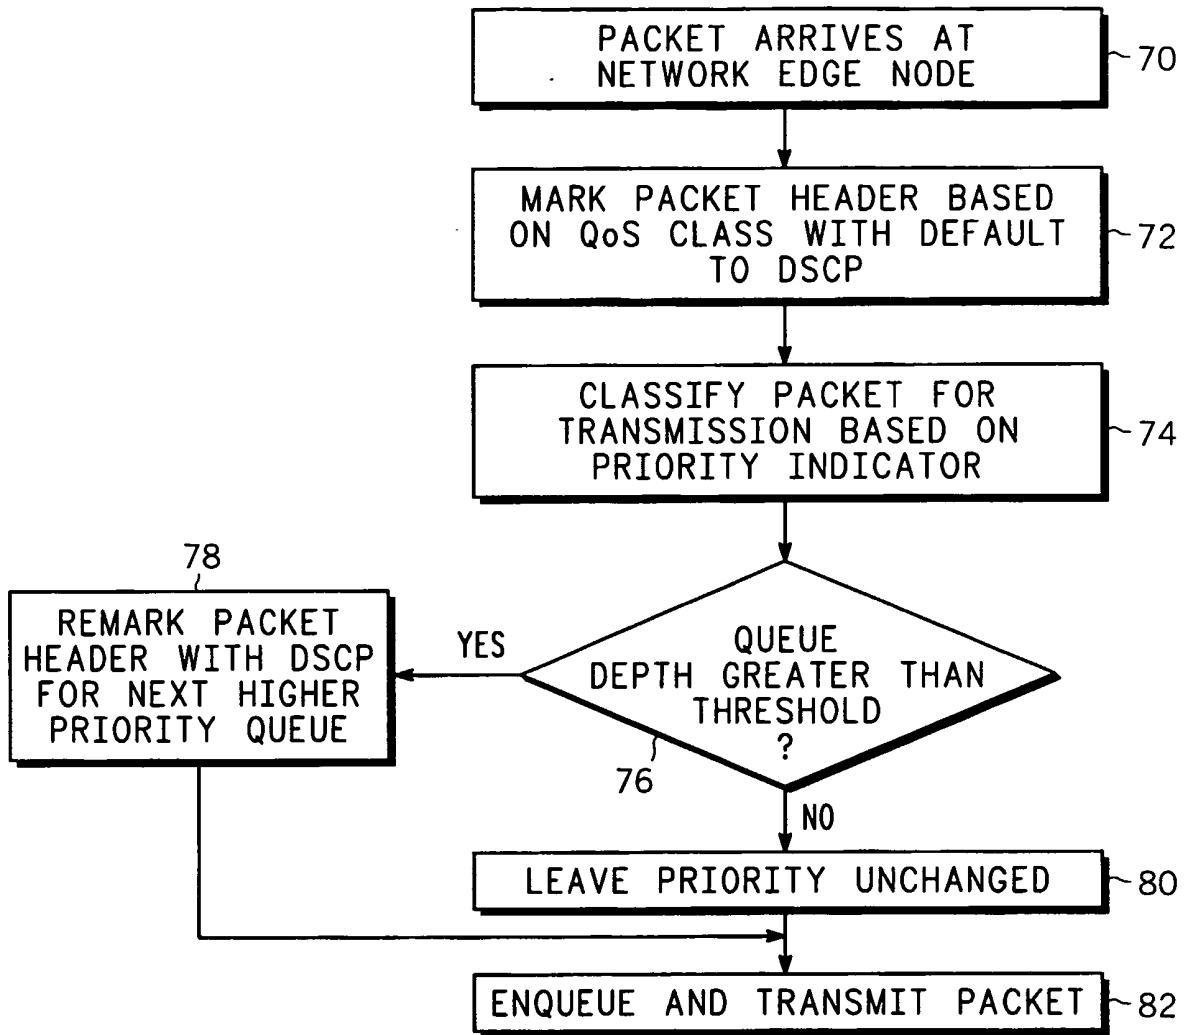 PACKET ARRIVES AT
NETWORK EDGE NODE
70
MARK PACKET HEADER BASED
ON QoS CLASS WITH DEFAULT
TO DSCP
72
CLASSIFY PACKET FOR
TRANSMISSION BASED ON
PRIORITY INDICATOR
74
78
REMARK PACKET
HEADER WITH DSCP
FOR NEXT HIGHER
PRIORITY QUEUE
YES
QUEUE
DEPTH GREATER THAN
THRESHOLD
?
76
NO
LEAVE PRIORITY UNCHANGED
80
ENQUEUE AND TRANSMIT PACKET
82